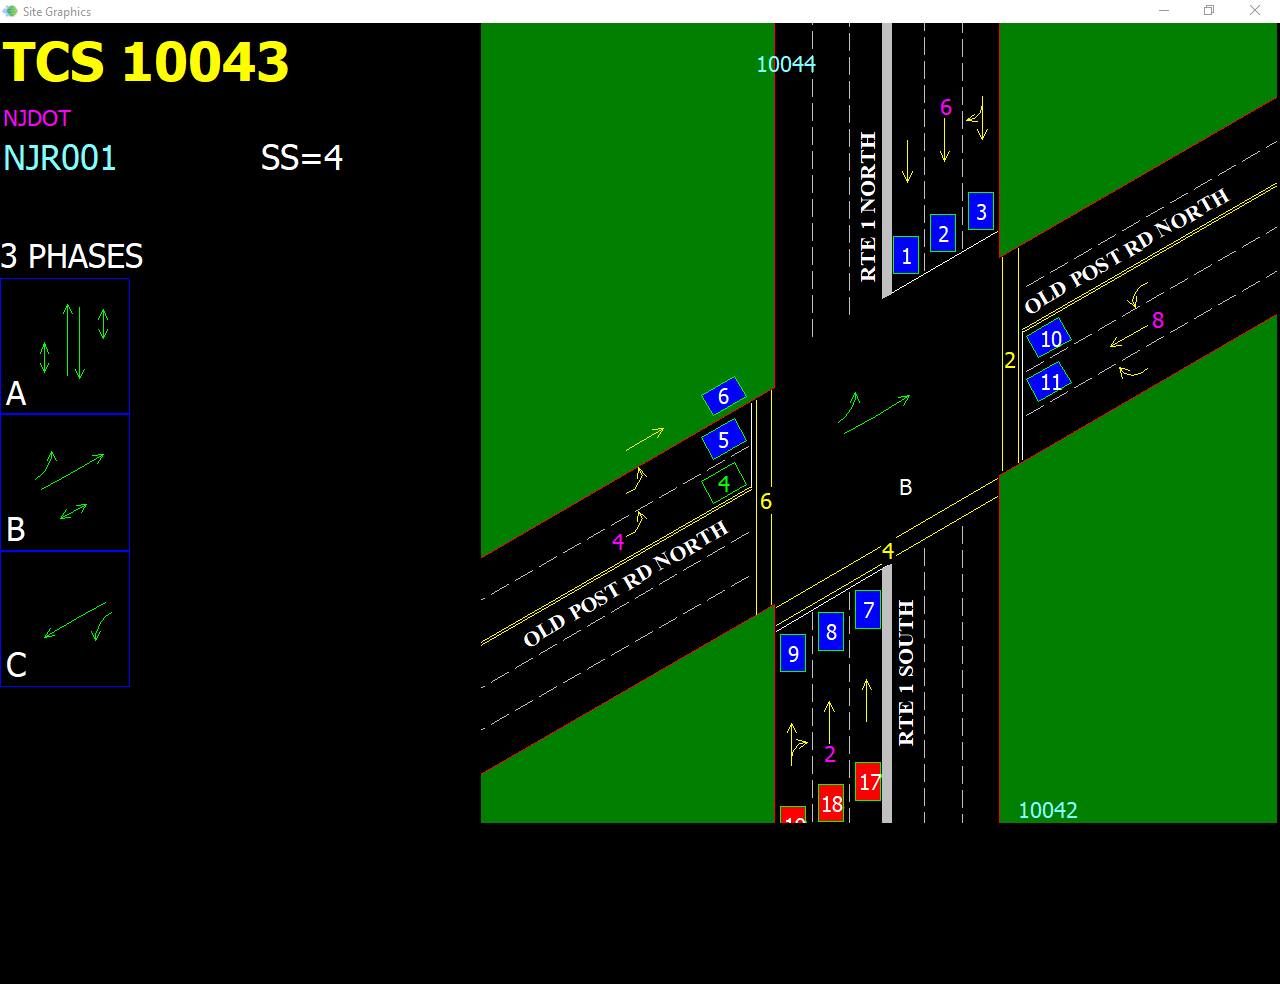 Site Graphics
TCS 10043
NJDOT
NJR001 SS=4
3 PHASES
A
B
C
10044
RTE 1 NORTH
6
1
2
3
OLD POST RD NORTH
8
10
11
2
6
5
4
6
4
OLD POST RD NORTH
B
4
7
8
9
RTE 1 SOUTH
2
17
18
10042